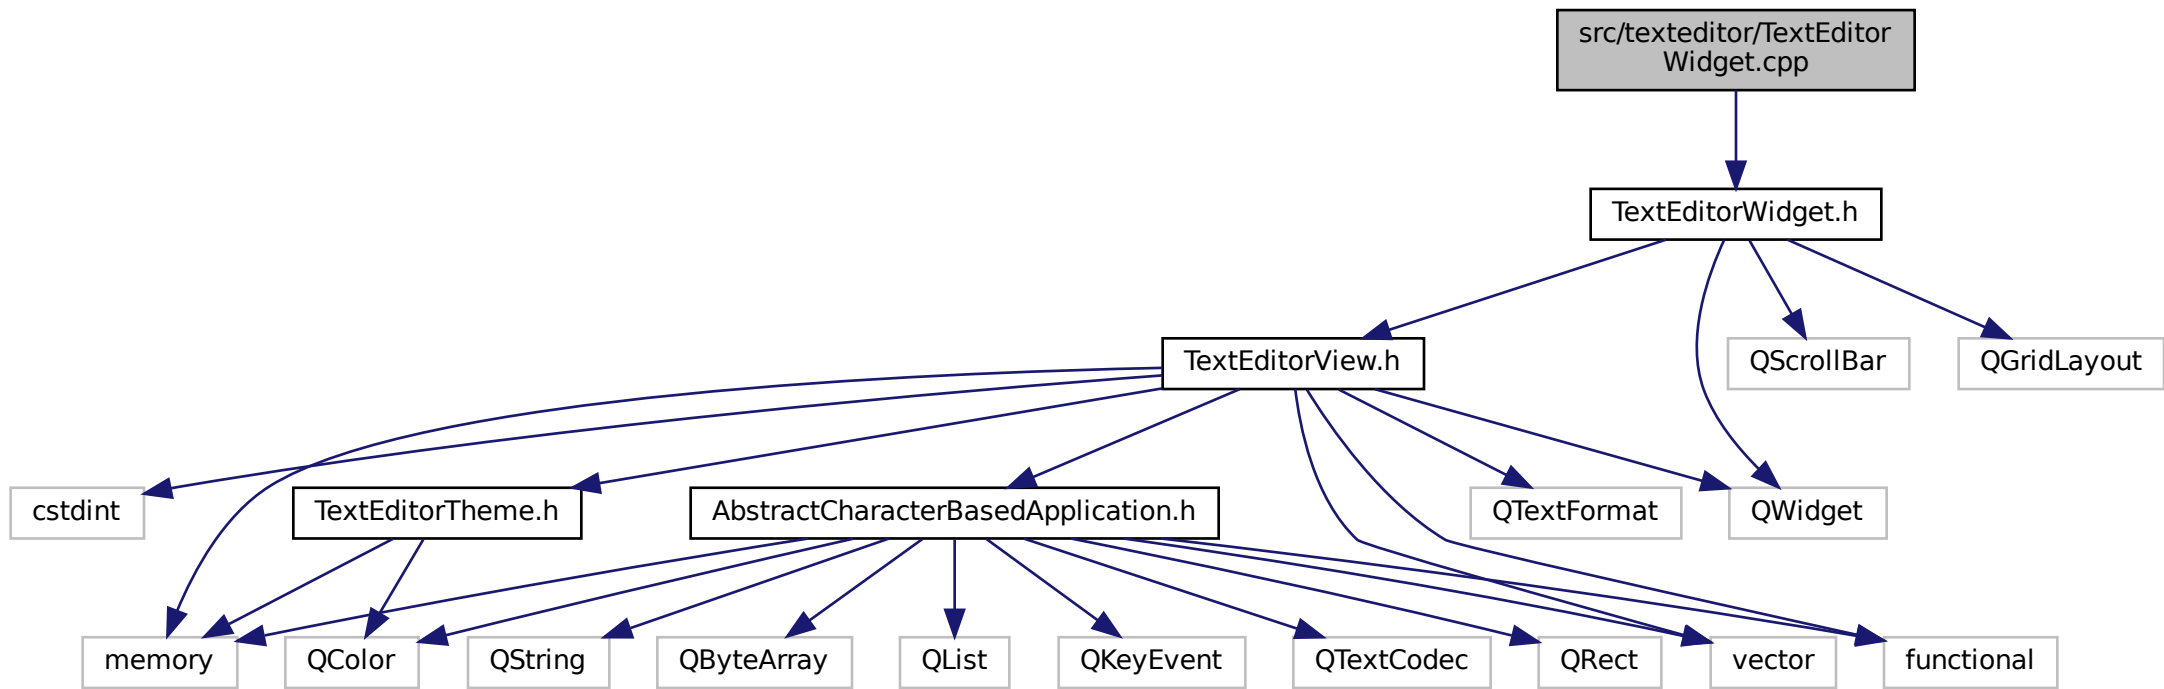 src/texteditor/TextEditor
Widget.cpp
TextEditorWidget.h
TextEditorView.h
QScrollBar
QGridLayout
cstdint
TextEditorTheme.h
AbstractCharacterBasedApplication.h
QTextFormat
QWidget
memory
QColor
QString
QByteArray
QList
QKeyEvent
QTextCodec
QRect
vector
functional